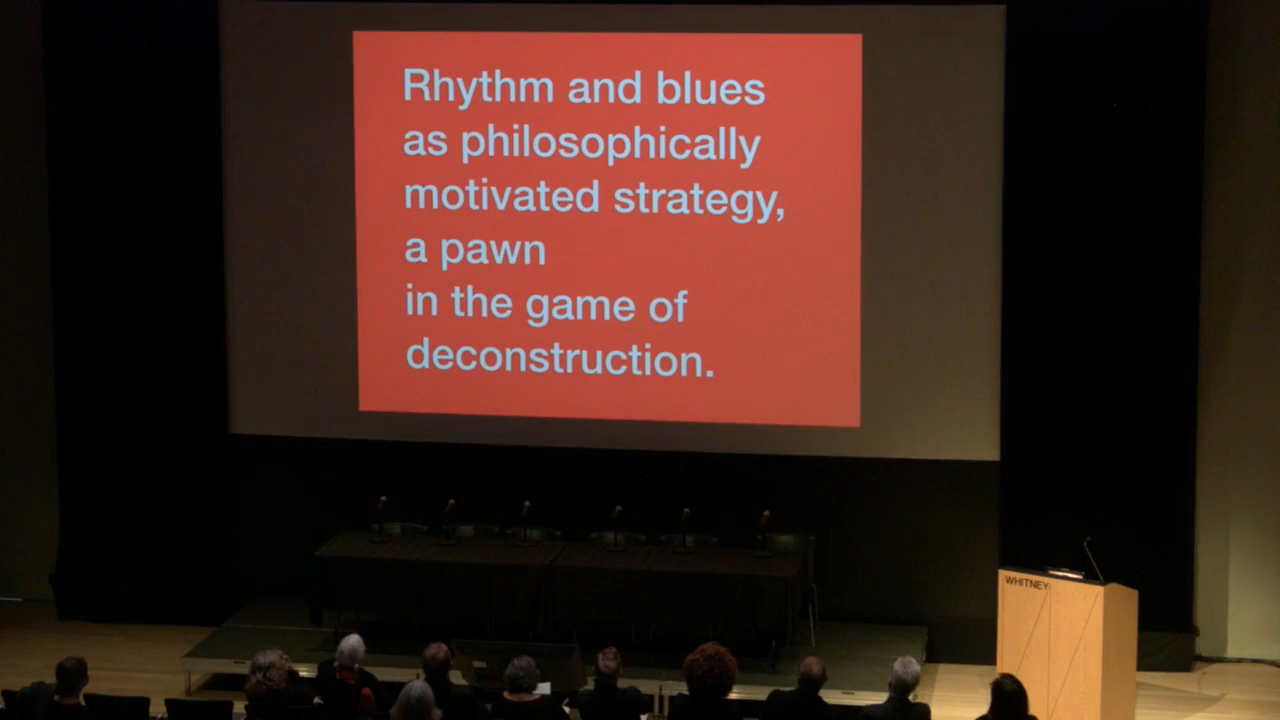 Rhythm and blues
as philosophically
motivated strategy,
a pawn
in the game of
deconstruction.
WHITNEY